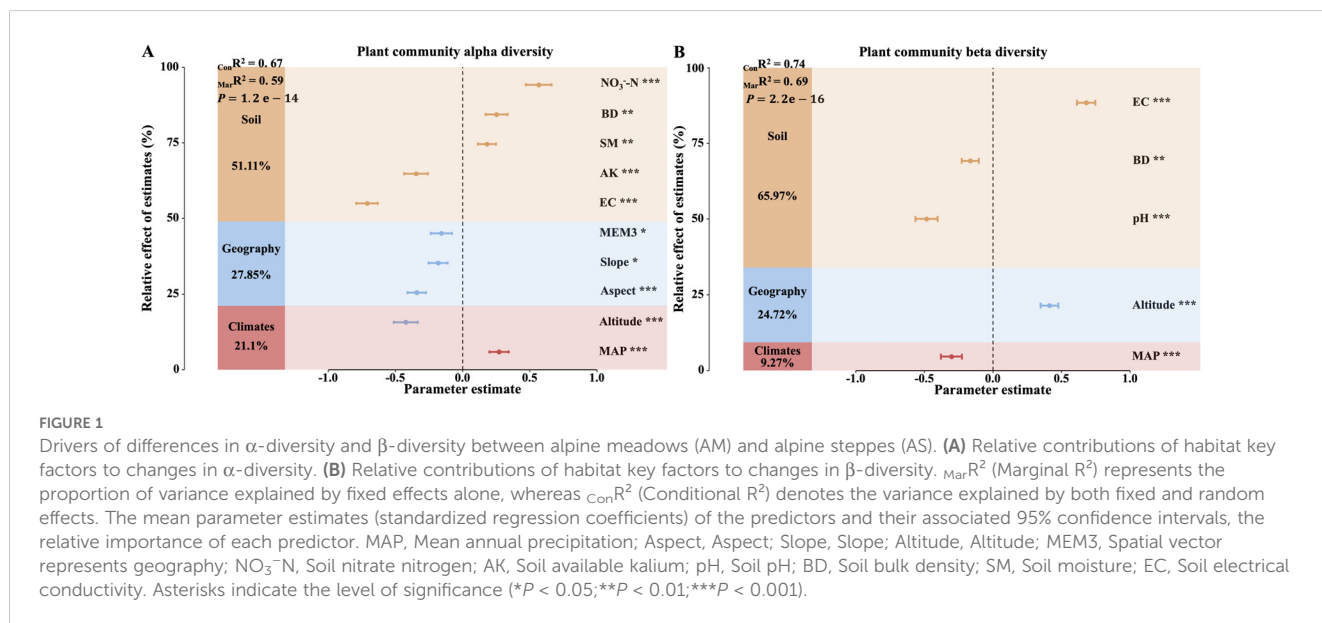 A
Plant community alpha diversity
ConR² = 0. 67
MarR² = 0. 59
P = 1.2 e − 14
Relative effect of estimates (%)
100
75
50
25
0
Soil
51.11%
Geography
27.85%
Climates
21.1%
NO₃⁻-N ***
BD **
SM **
AK ***
EC ***
MEM3 *
Slope *
Aspect ***
Altitude ***
MAP ***
-1.0 -0.5 0.0 0.5 1.0
Parameter estimate
B
Plant community beta diversity
ConR² = 0.74
MarR² = 0. 69
P = 2.2e − 16
Relative effect of estimates (%)
100
75
50
25
0
Soil
65.97%
Geography
24.72%
Climates
9.27%
EC ***
BD **
pH ***
Altitude ***
MAP ***
-1.0 -0.5 0.0 0.5 1.0
Parameter estimate
FIGURE 1
Drivers of differences in α-diversity and β-diversity between alpine meadows (AM) and alpine steppes (AS). (A) Relative contributions of habitat key
factors to changes in α-diversity. (B) Relative contributions of habitat key factors to changes in β-diversity. MarR² (Marginal R²) represents the
proportion of variance explained by fixed effects alone, whereas ConR² (Conditional R²) denotes the variance explained by both fixed and random
effects. The mean parameter estimates (standardized regression coefficients) of the predictors and their associated 95% confidence intervals, the
relative importance of each predictor. MAP, Mean annual precipitation; Aspect, Aspect; Slope, Slope; Altitude, Altitude; MEM3, Spatial vector
represents geography; NO₃⁻N, Soil nitrate nitrogen; AK, Soil available kalium; pH, Soil pH; BD, Soil bulk density; SM, Soil moisture; EC, Soil electrical
conductivity. Asterisks indicate the level of significance (*P < 0.05;**P < 0.01;***P < 0.001).